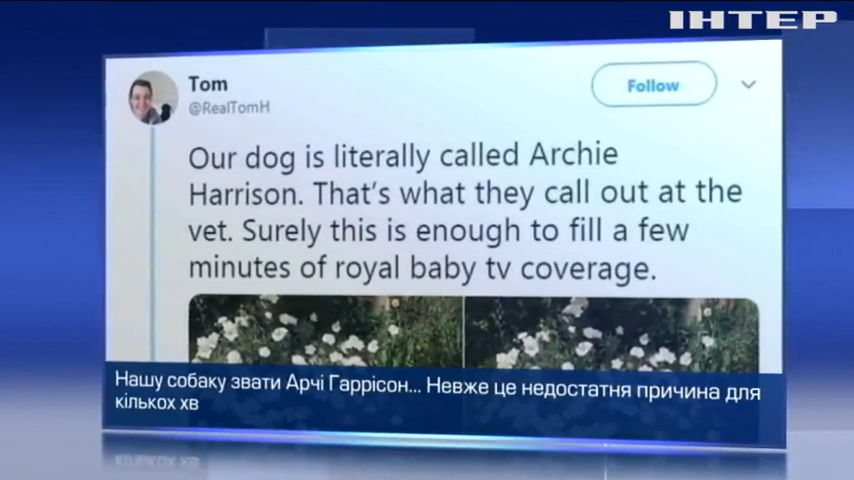 ІНТЕР
Tom
@RealTomH
Follow
Our dog is literally called Archie
Harrison. That's what they call out at the
vet. Surely this is enough to fill a few
minutes of royal baby tv coverage.
Нашу собаку звати Арчі Гаррісон... Невже це недостатня причина для
кількох хв